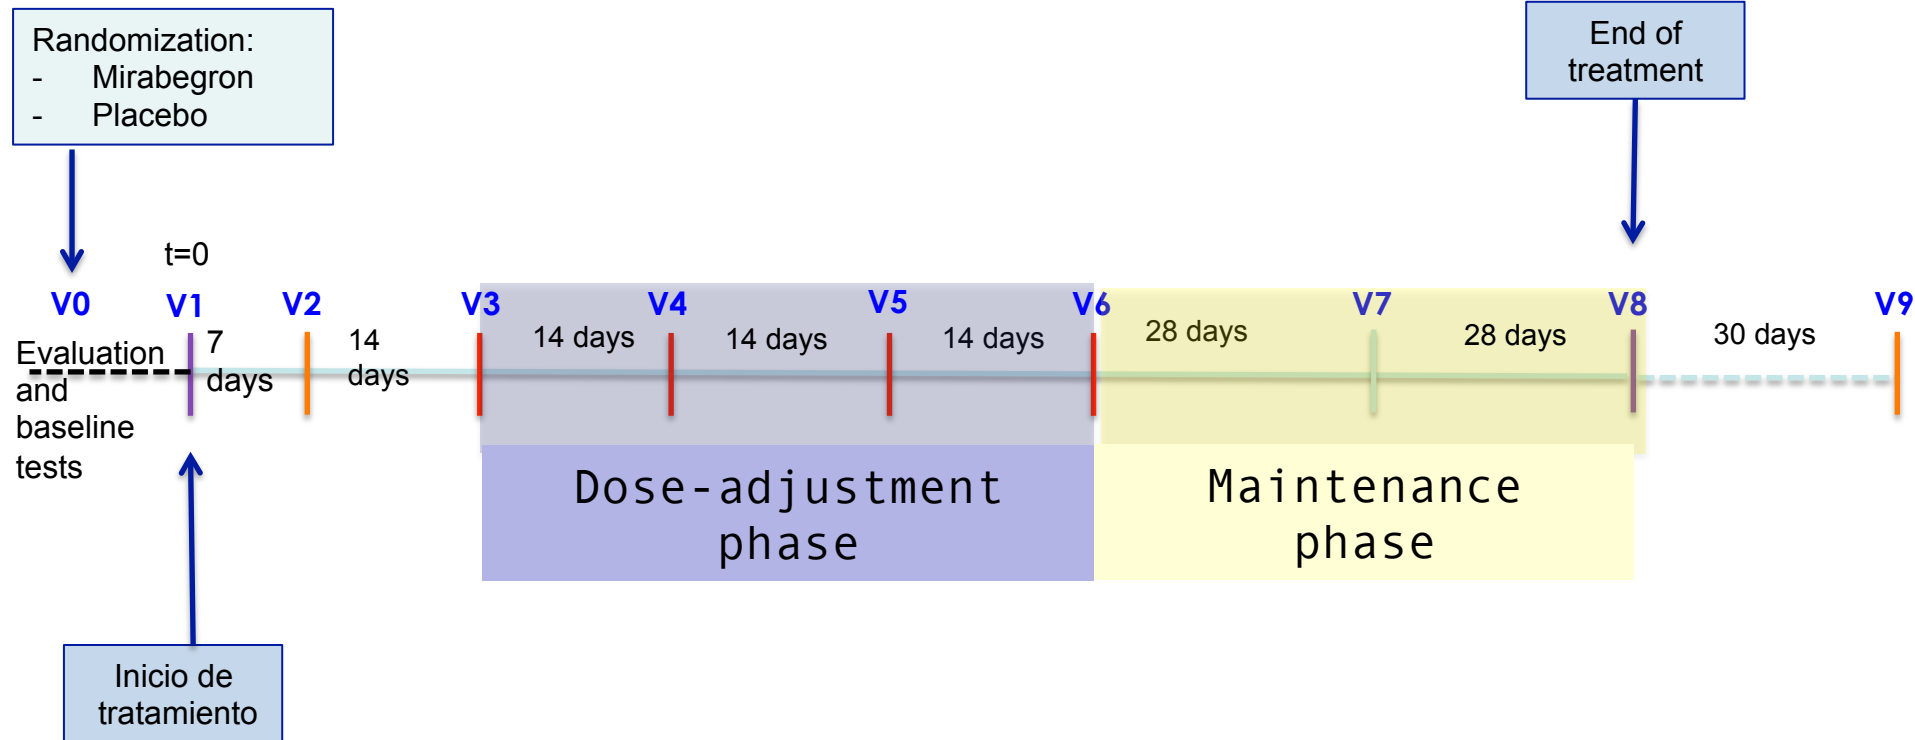 Randomization:
- Mirabegron
- Placebo
End of
treatment
t=0
V0
V1
V2
V3
V4
V5
V6
V7
V8
V9
Evaluation
and
baseline
tests
7
days
14
days
14 days
14 days
14 days
28 days
28 days
30 days
Dose-adjustment
phase
Maintenance
phase
Inicio de
tratamiento